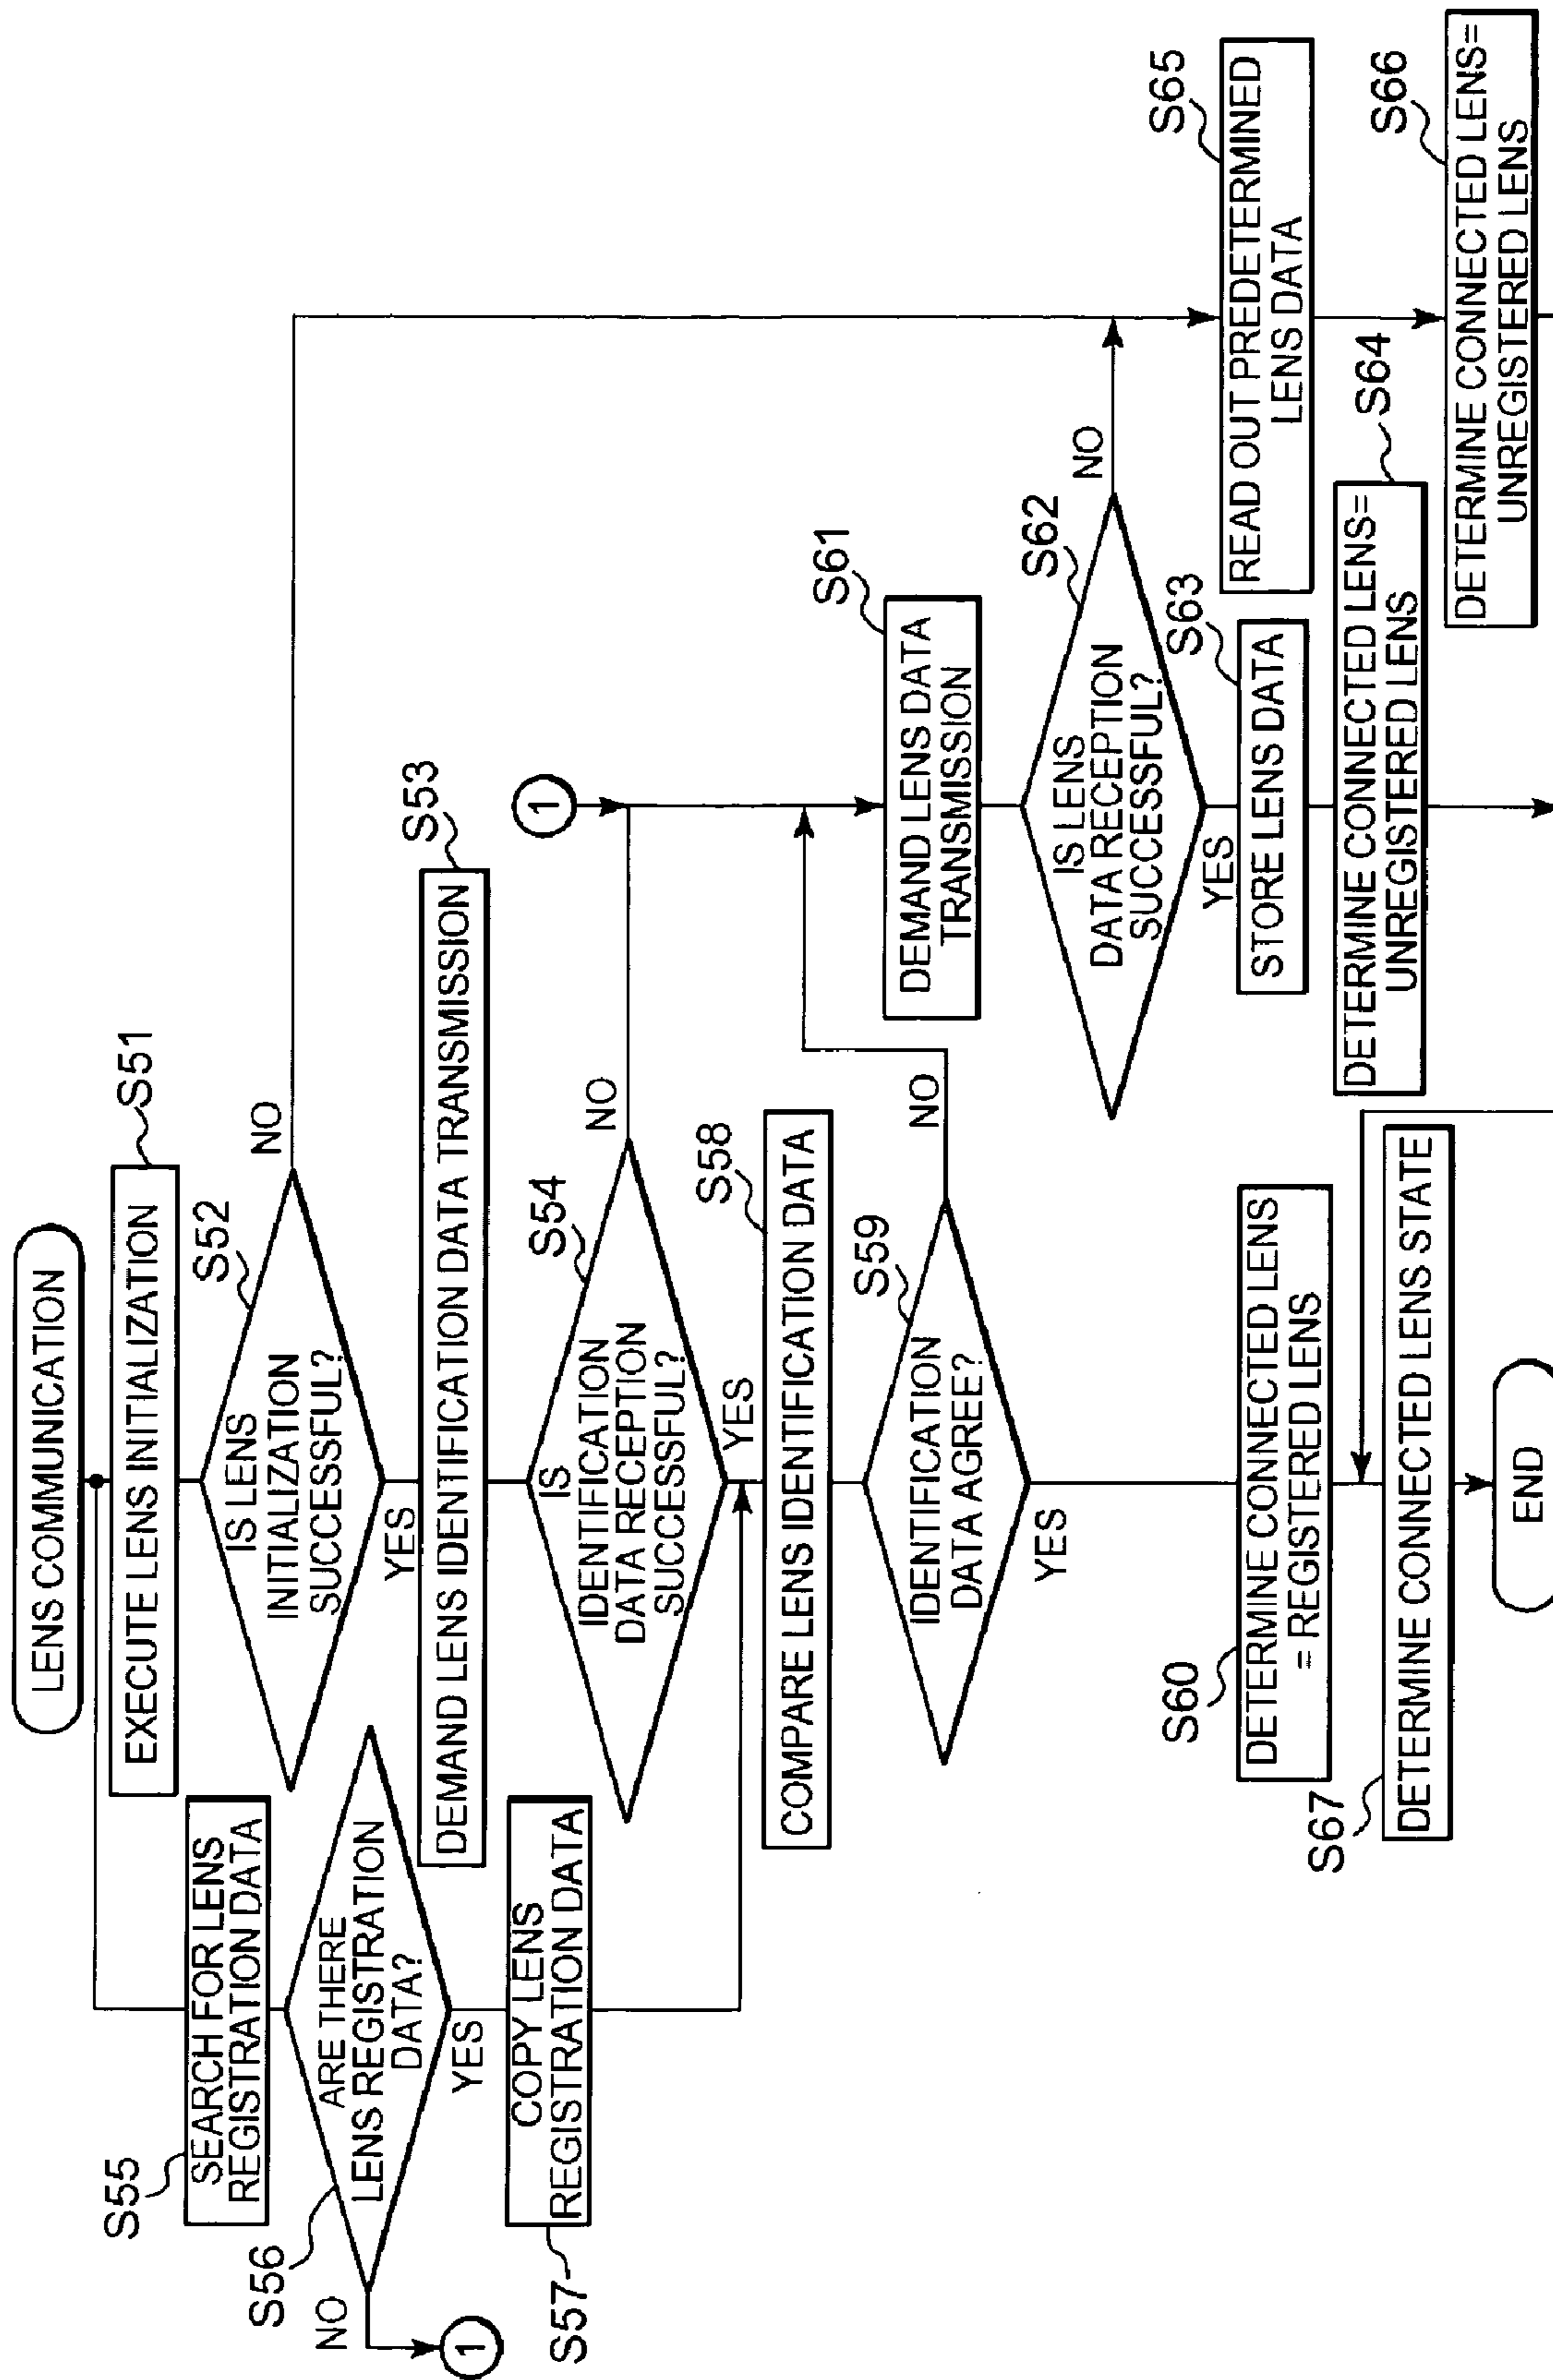 LENS COMMUNICATION
EXECUTE LENS INITIALIZATION
S51
IS LENS
INITIALIZATION
SUCCESSFUL?
S52
NO
YES
DEMAND LENS IDENTIFICATION DATA TRANSMISSION
S53
IS
IDENTIFICATION
DATA RECEPTION
SUCCESSFUL?
S54
NO
YES
SEARCH FOR LENS
REGISTRATION DATA
S55
ARE THERE
LENS REGISTRATION
DATA?
S56
NO
1
YES
COPY LENS
REGISTRATION DATA
S57
COMPARE LENS IDENTIFICATION DATA
S58
IDENTIFICATION
DATA AGREE?
S59
NO
YES
DETERMINE CONNECTED LENS
= REGISTERED LENS
S60
1
DEMAND LENS DATA
TRANSMISSION
S61
IS LENS
DATA RECEPTION
SUCCESSFUL?
S62
NO
YES
STORE LENS DATA
S63
DETERMINE CONNECTED LENS=
UNREGISTERED LENS
S64
READ OUT PREDETERMINED
LENS DATA
S65
DETERMINE CONNECTED LENS=
UNREGISTERED LENS
S66
DETERMINE CONNECTED LENS STATE
S67
END